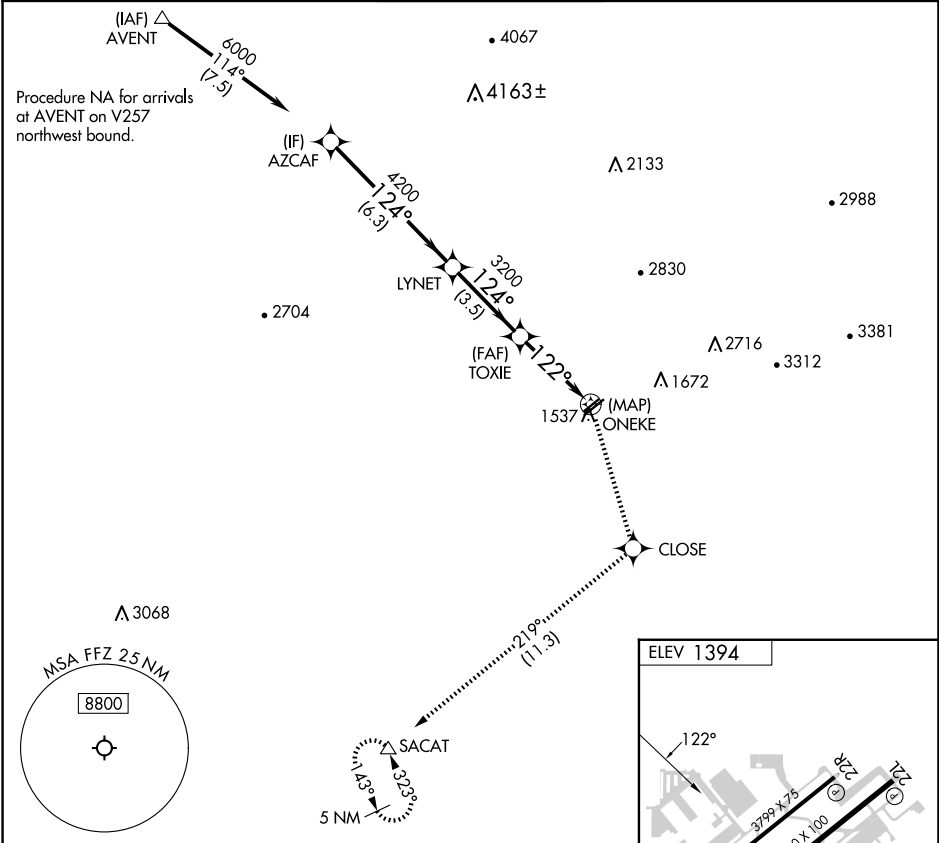 (IAF)
AVENT
6000
114°
(7.5)
4067
4163±
Procedure NA for arrivals
at AVENT on V257
northwest bound.
(IF)
AZCAF
2133
4200
124°
(6.3)
2988
LYNET
3200
124°
(3.5)
2830
2704
(FAF)
TOXIE
122°
2716
3381
3312
1672
1537
(MAP)
ONEKE
CLOSE
3068
219°
(11.3)
MSA FFZ 25 NM
8800
SACAT
143°
323°
5 NM
ELEV 1394
122°
22R
22L
P
P
3799 X 75
0 X 100